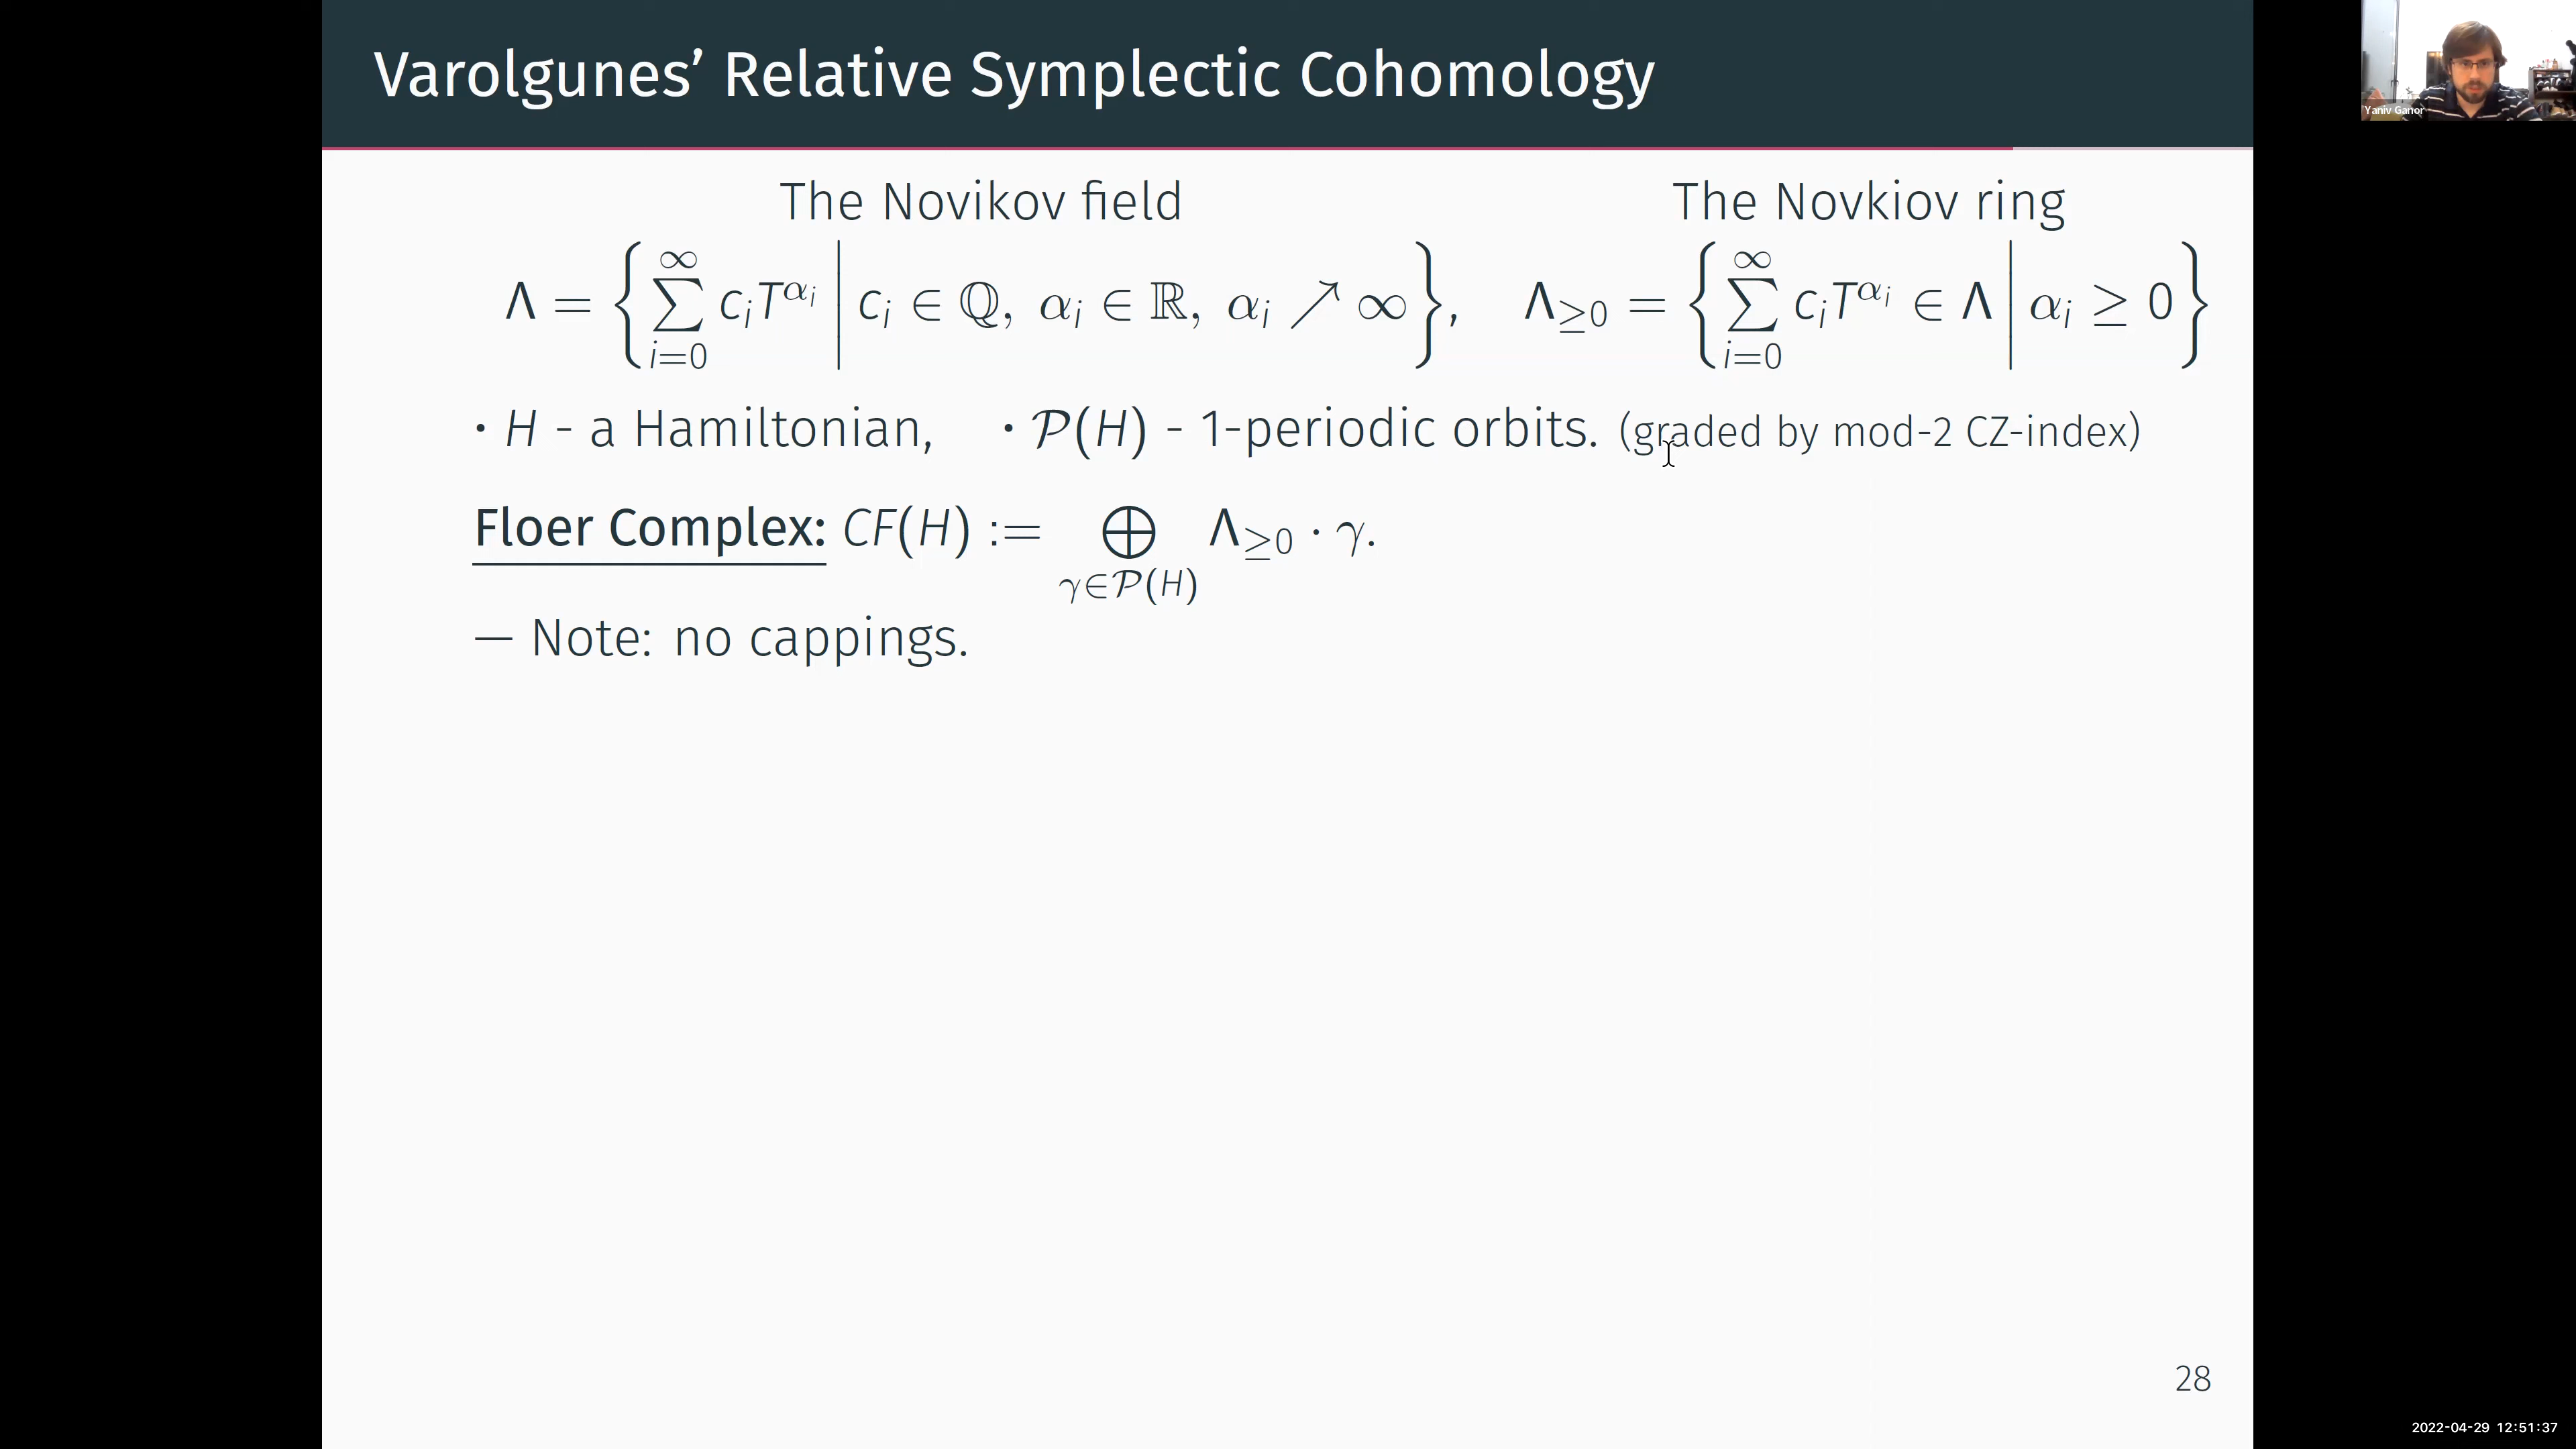 Varolgunes’ Relative Symplectic Cohomology
Yaniv Ganor
The Novikov field The Novkiov ring
Λ = { ∑_{i=0}^{∞} c_i T^{α_i} | c_i ∈ ℚ, α_i ∈ ℝ, α_i ↗ ∞ }, Λ_{≥0} = { ∑_{i=0}^{∞} c_i T^{α_i} ∈ Λ | α_i ≥ 0 }
· H - a Hamiltonian, · 𝒫(H) - 1-periodic orbits. (graded by mod-2 CZ-index)
Floer Complex: CF(H) := ⨁_{γ∈𝒫(H)} Λ_{≥0} · γ.
— Note: no cappings.
28
2022-04-29 12:51:37